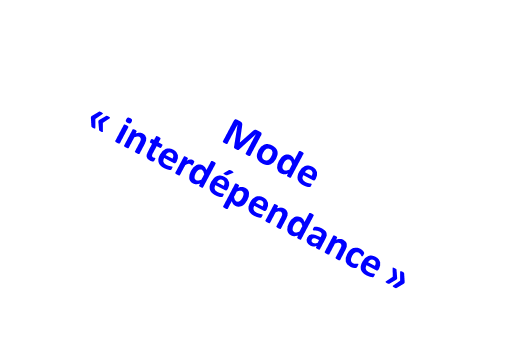 Mode
« interdépendance »